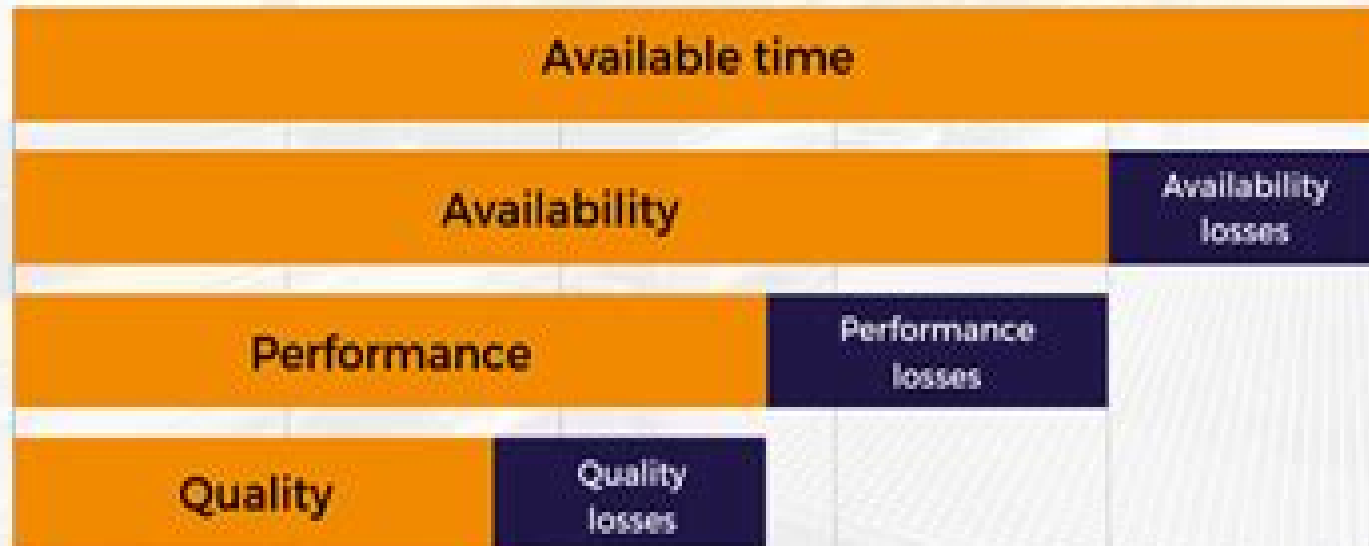 Available time
Availability
Availability
losses
Performance
Performance
losses
Quality
Quality
losses